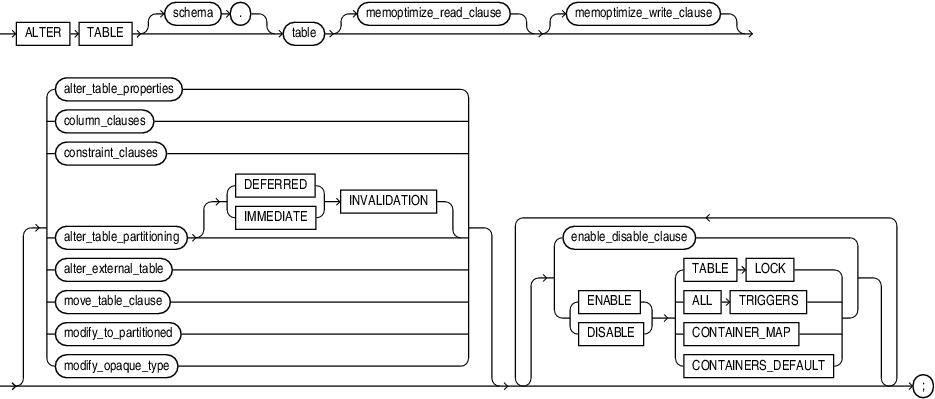 schema . memoptimize_read_clause memoptimize_write_clause
ALTER TABLE table
alter_table_properties
column_clauses
constraint_clauses
DEFERRED
INVALIDATION
IMMEDIATE
alter_table_partitioning enable_disable_clause
alter_external_table TABLE LOCK
move_table_clause ENABLE ALL TRIGGERS
modify_to_partitioned DISABLE CONTAINER_MAP
modify_opaque_type CONTAINERS_DEFAULT
;